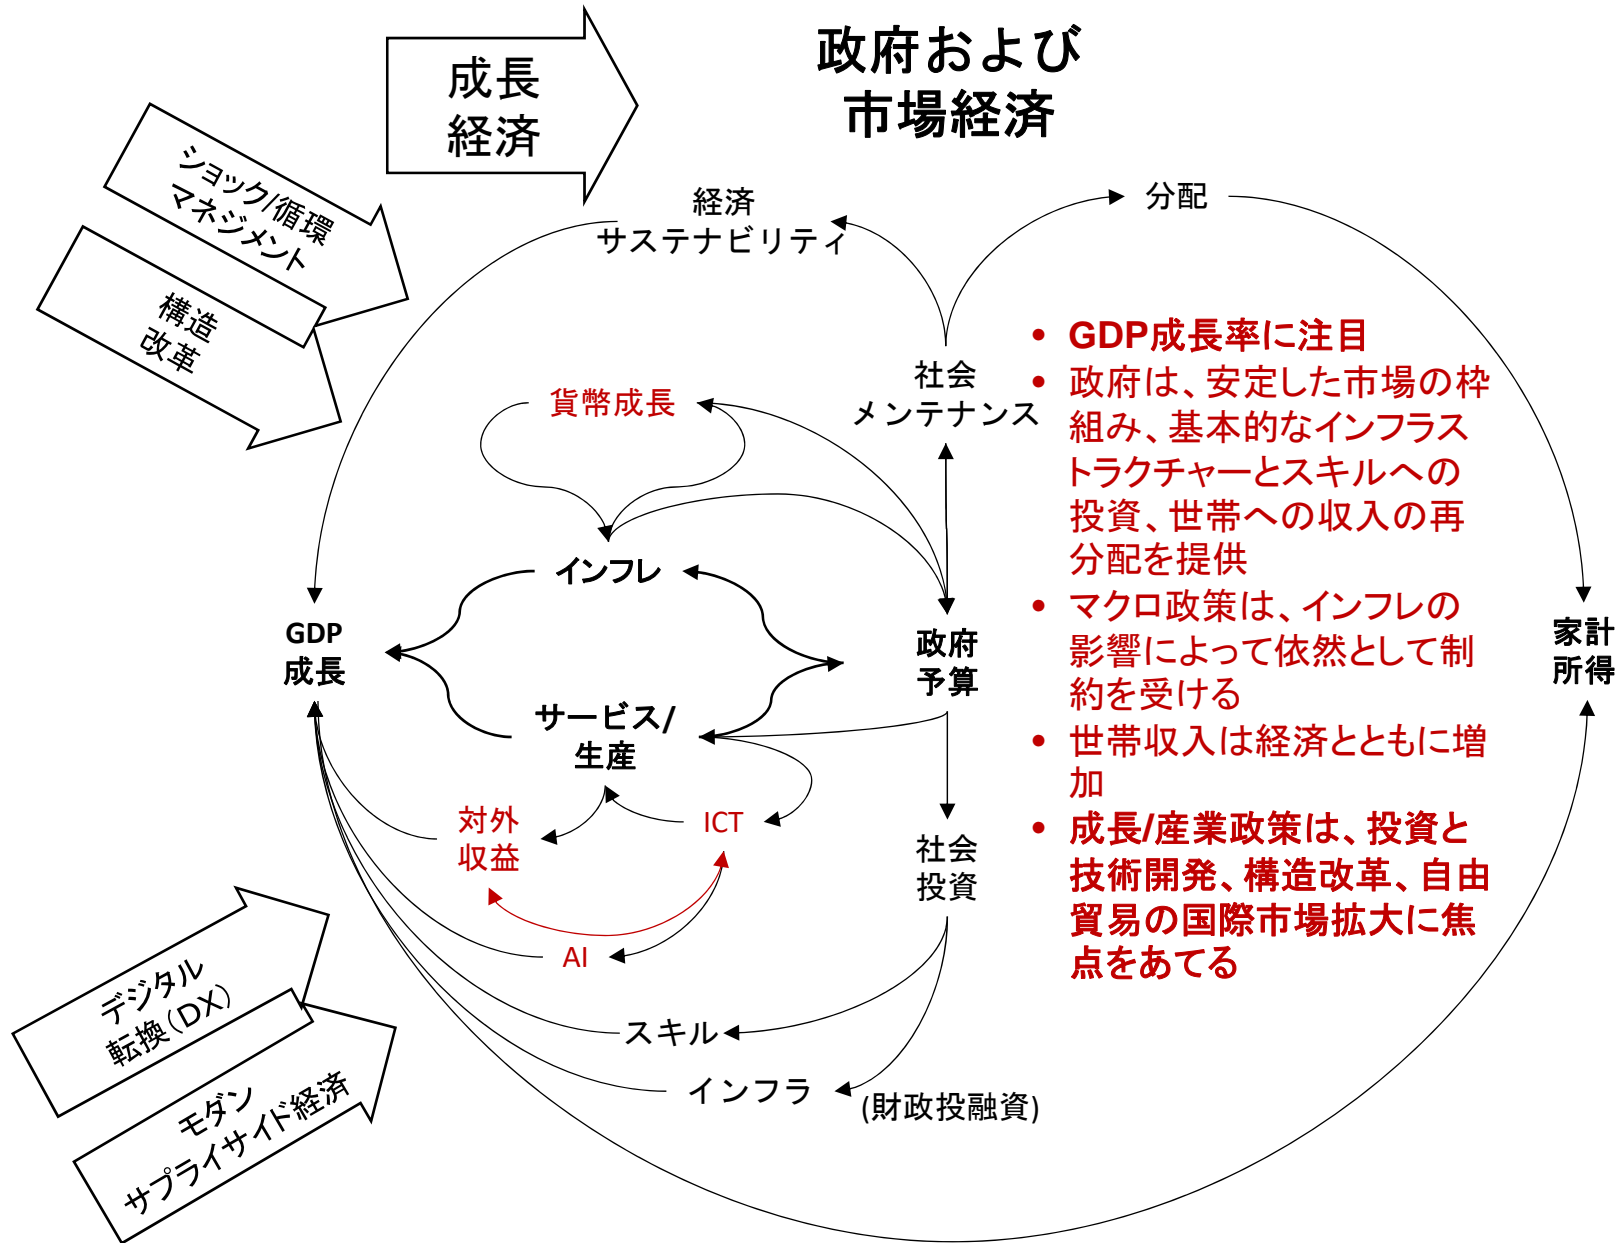 成長
経済
政府および
市場経済
ショック/循環
マネジメント
構造
改革
経済
サステナビリティ
分配
貨幣成長
社会
メンテナンス
インフレ
GDP
成長
政府
予算
家計
所得
サービス/
生産
対外
収益
ICT
AI
社会
投資
スキル
インフラ
(財政投融資)
デジタル
転換(DX)
モダン
サプライサイド経済
• GDP成長率に注目
• 政府は、安定した市場の枠
組み、基本的なインフラス
トラクチャーとスキルへの
投資、世帯への収入の再
分配を提供
• マクロ政策は、インフレの
影響によって依然として制
約を受ける
• 世帯収入は経済とともに増
加
• 成長/産業政策は、投資と
技術開発、構造改革、自由
貿易の国際市場拡大に焦
点をあてる